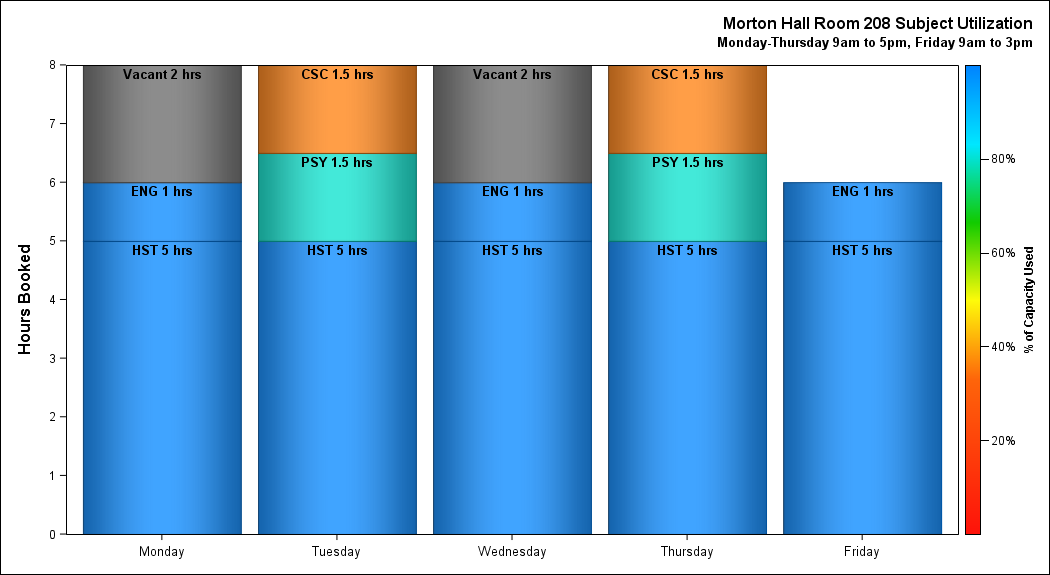 Morton Hall Room 208 Subject Utilization
Monday-Thursday 9am to 5pm, Friday 9am to 3pm
Hours Booked
8
7
6
5
4
3
2
1
0
Vacant 2 hrs
ENG 1 hrs
HST 5 hrs
CSC 1.5 hrs
PSY 1.5 hrs
HST 5 hrs
Vacant 2 hrs
ENG 1 hrs
HST 5 hrs
CSC 1.5 hrs
PSY 1.5 hrs
HST 5 hrs
ENG 1 hrs
HST 5 hrs
Monday
Tuesday
Wednesday
Thursday
Friday
80%
60%
40%
20%
% of Capacity Used